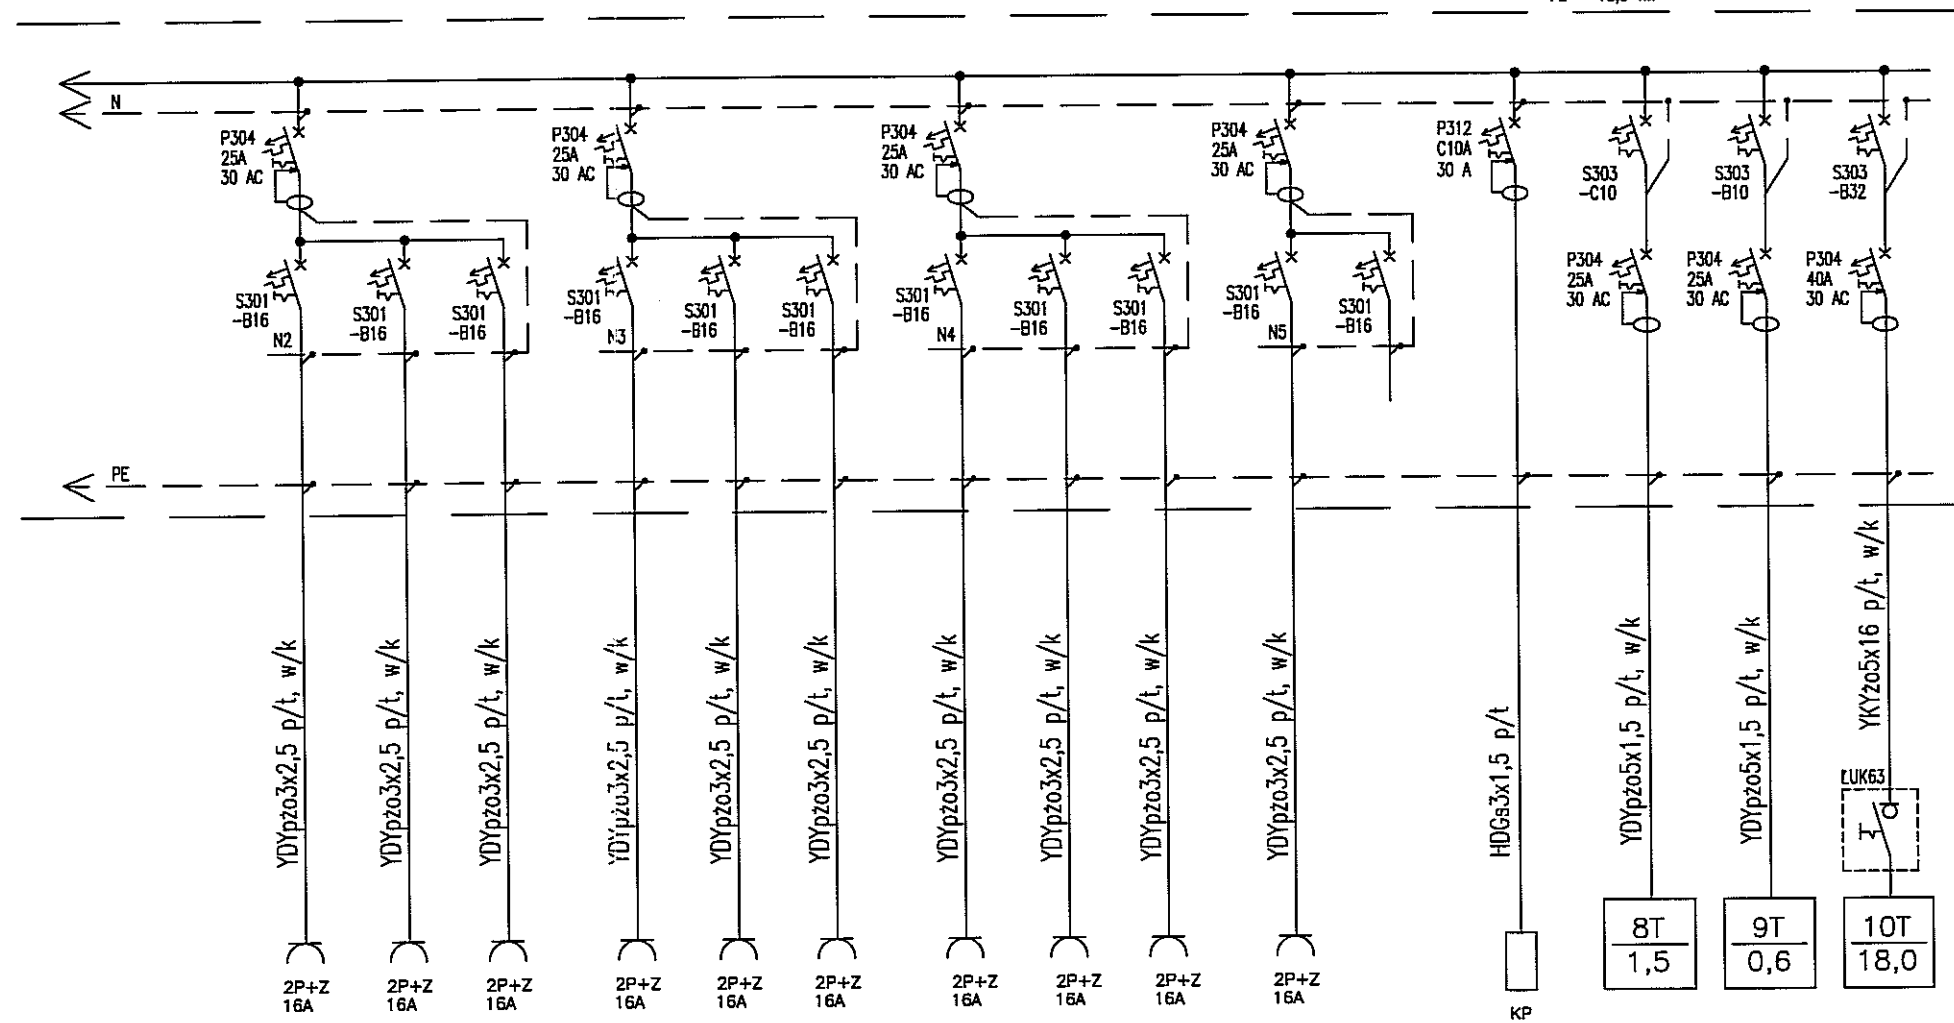 N
P304
25A
30 AC
P304
25A
30 AC
P304
25A
30 AC
P304
25A
30 AC
P312
C10A
30 A
S303
-C10
S303
-B10
S303
-B32
S301
-B16
S301
-B16
S301
-B16
S301
-B16
S301
-B16
S301
-B16
S301
-B16
S301
-B16
S301
-B16
S301
-B16
S301
-B16
P304
25A
30 AC
P304
25A
30 AC
P304
40A
30 AC
N2
N3
N4
N5
PE
YDYpżo3x2,5 p/t, w/k
YDYpżo3x2,5 p/t, w/k
YDYpżo3x2,5 p/t, w/k
YDYpżo3x2,5 p/t, w/k
YDYpżo3x2,5 p/t, w/k
YDYpżo3x2,5 p/t, w/k
YDYpżo3x2,5 p/t, w/k
YDYpżo3x2,5 p/t, w/k
YDYpżo3x2,5 p/t, w/k
YDYpżo3x2,5 p/t, w/k
HDGs3x1,5 p/t
YDYpżo5x1,5 p/t, w/k
YDYpżo5x1,5 p/t, w/k
YKYżo5x16 p/t, w/k
ŁUK63
2P+Z
16A
2P+Z
16A
2P+Z
16A
2P+Z
16A
2P+Z
16A
2P+Z
16A
2P+Z
16A
2P+Z
16A
2P+Z
16A
2P+Z
16A
KP
8T
1,5
9T
0,6
10T
18,0